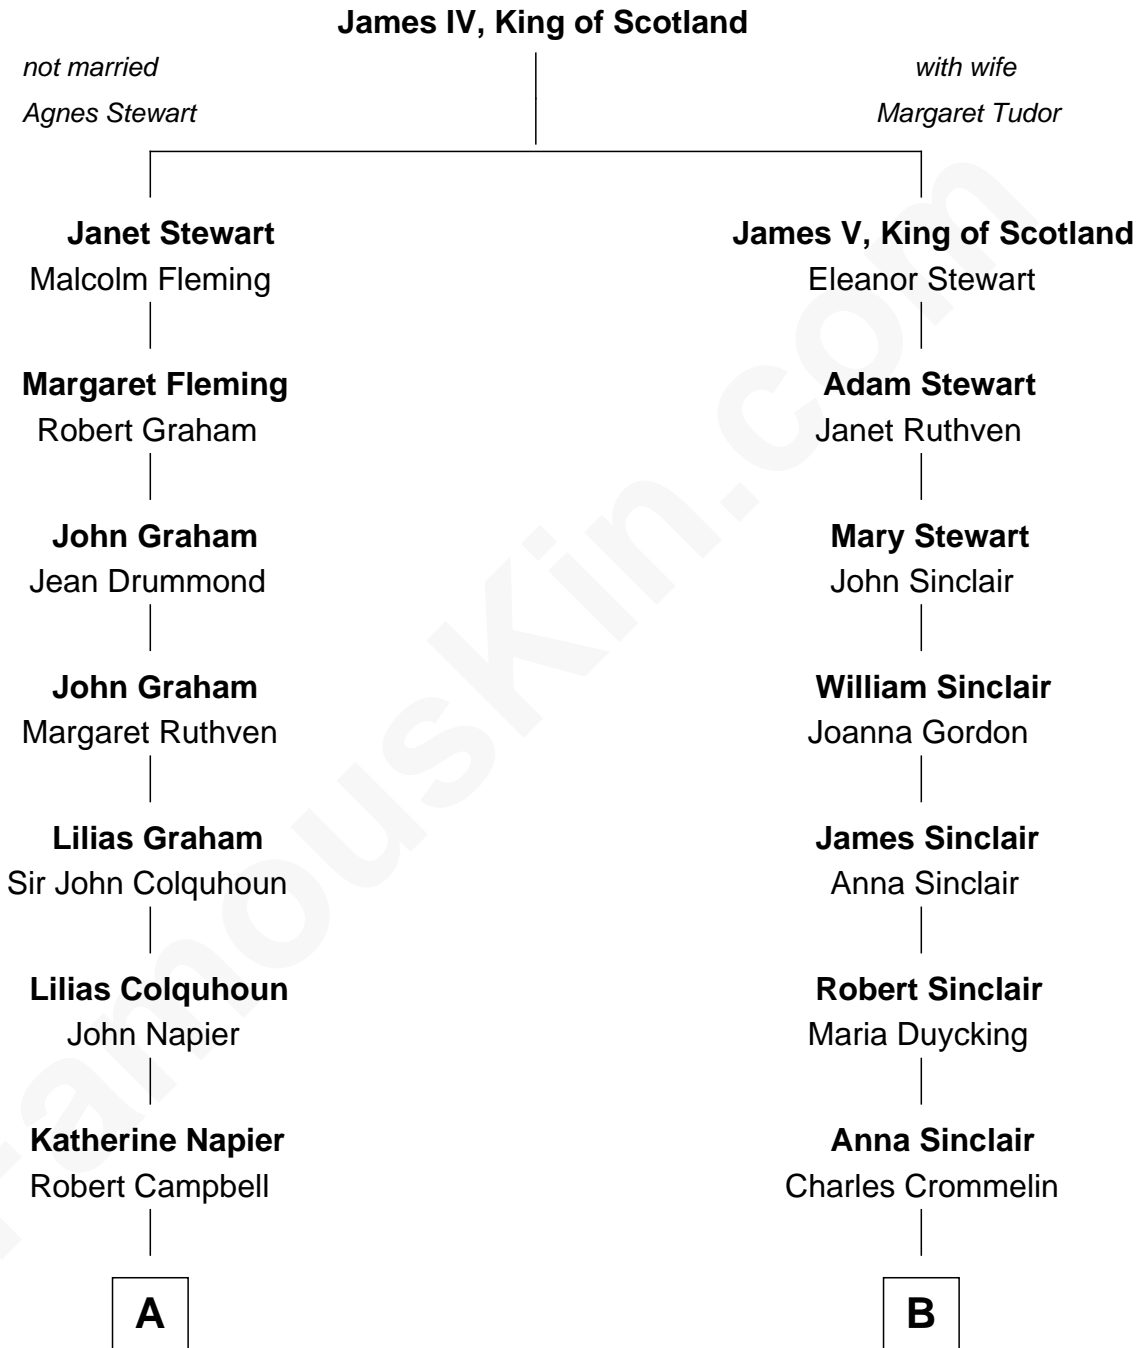 James IV, King of Scotland
not married
Agnes Stewart
with wife
Margaret Tudor
Janet Stewart
Malcolm Fleming
James V, King of Scotland
Eleanor Stewart
Margaret Fleming
Robert Graham
Adam Stewart
Janet Ruthven
John Graham
Jean Drummond
Mary Stewart
John Sinclair
John Graham
Margaret Ruthven
William Sinclair
Joanna Gordon
Lilias Graham
Sir John Colquhoun
James Sinclair
Anna Sinclair
Lilias Colquhoun
John Napier
Robert Sinclair
Maria Duycking
Katherine Napier
Robert Campbell
Anna Sinclair
Charles Crommelin
A
B
FamousKin.com